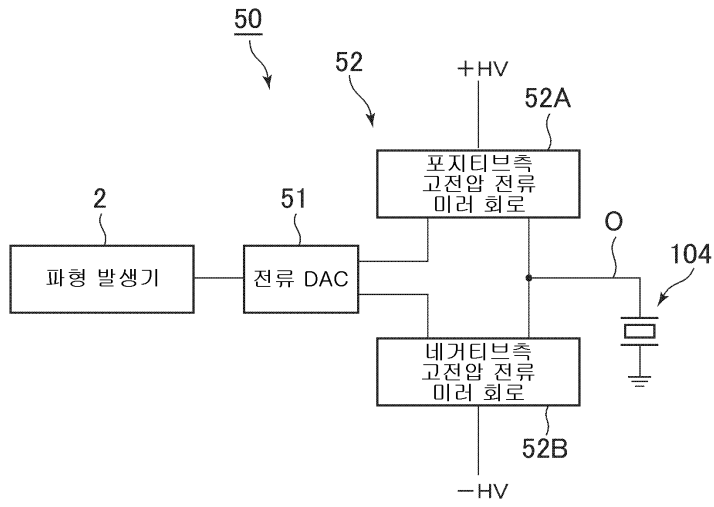 50
52
+HV
52A
포지티브측
고전압 전류
미러 회로
2
51
O
104
파형 발생기
전류 DAC
네거티브측
고전압 전류
미러 회로
52B
-HV